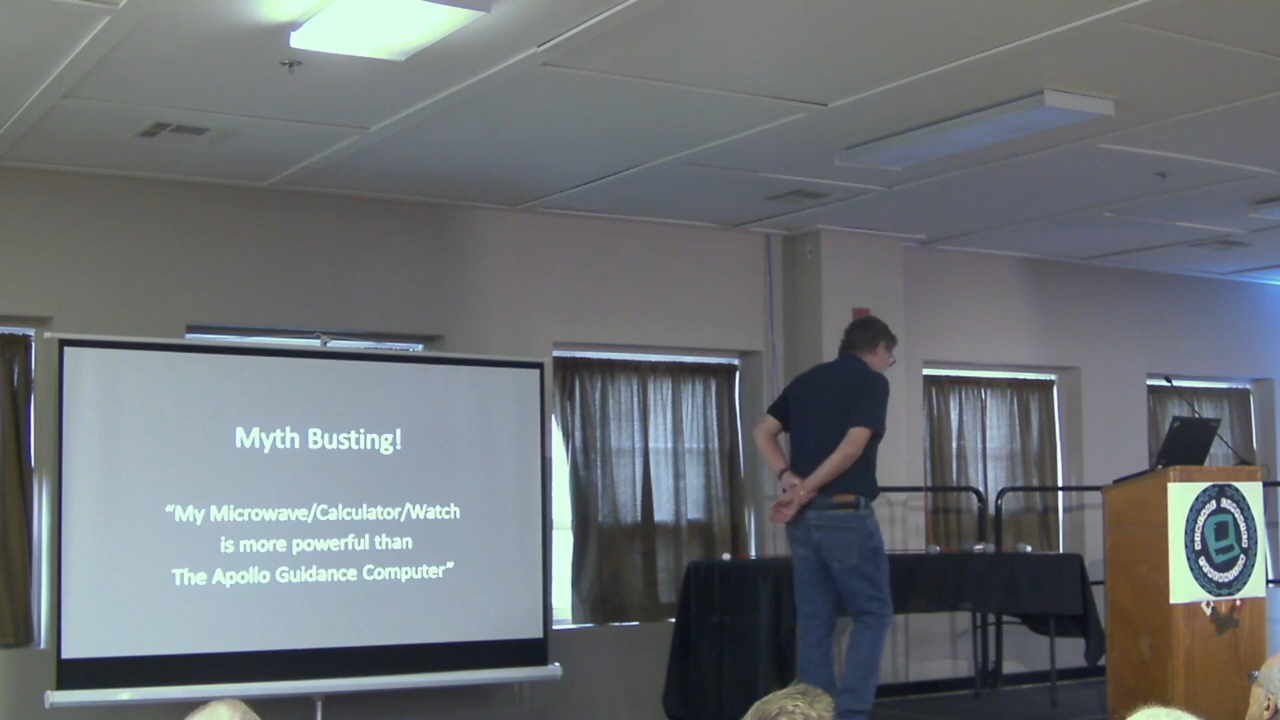 Myth Busting!
“My Microwave/Calculator/Watch
is more powerful than
The Apollo Guidance Computer”